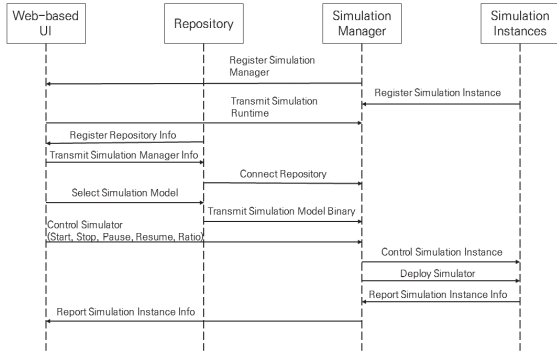 Web-based
UI
Repository
Simulation
Manager
Simulation
Instances
Register Simulation
Manager
Register Simulation Instance
Transmit Simulation
Runtime
Register Repository Info
Transmit Simulation Manager Info
Connect Repository
Select Simulation Model
Transmit Simulation Model Binary
Control Simulator
(Start, Stop, Pause, Resume, Ratio)
Control Simulation Instance
Deploy Simulator
Report Simulation Instance Info
Report Simulation Instance Info